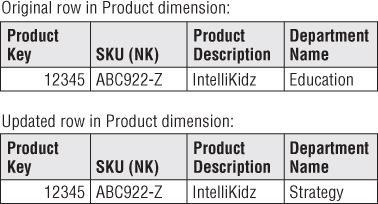 Original row in Product dimension:
Product Key SKU (NK) Product Description Department Name
12345 ABC922-Z IntelliKidz Education
Updated row in Product dimension:
Product Key SKU (NK) Product Description Department Name
12345 ABC922-Z IntelliKidz Strategy